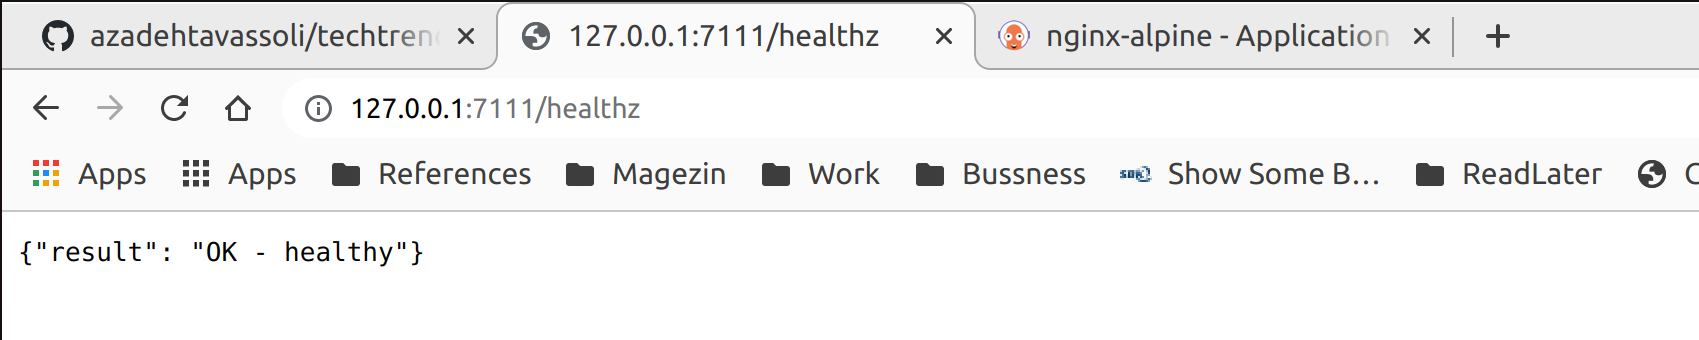 azadehtavassoli/techtrend 127.0.0.1:7111/healthz nginx-alpine - Application
127.0.0.1:7111/healthz
Apps Apps References Magezin Work Bussness Show Some B... ReadLater
{"result": "OK - healthy"}